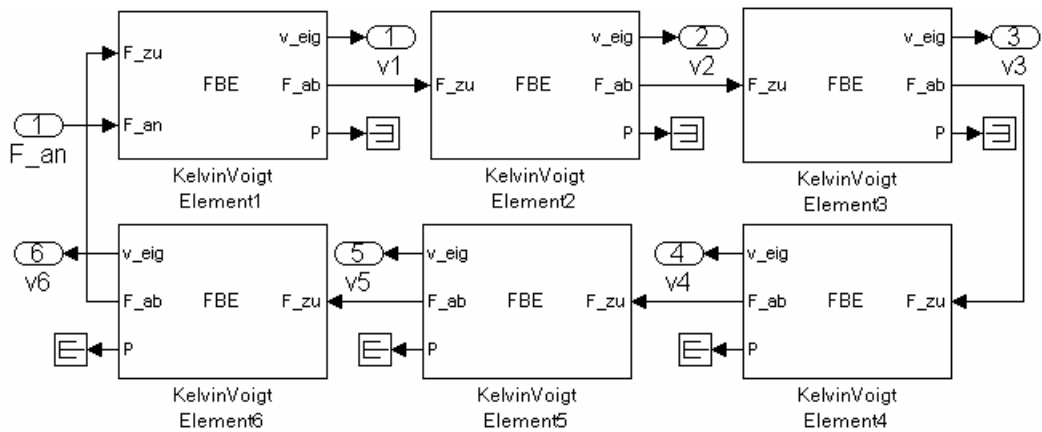 F_zu
F_an
FBE
v_eig
F_ab
P
KelvinVoigt
Element1
1
v1
F_zu
FBE
v_eig
F_ab
P
KelvinVoigt
Element2
2
v2
F_zu
FBE
v_eig
F_ab
P
KelvinVoigt
Element3
3
v3
1
F_an
6
v6
v_eig
F_ab
P
FBE
F_zu
KelvinVoigt
Element6
5
v5
v_eig
F_ab
P
FBE
F_zu
KelvinVoigt
Element5
4
v4
v_eig
F_ab
P
FBE
F_zu
KelvinVoigt
Element4